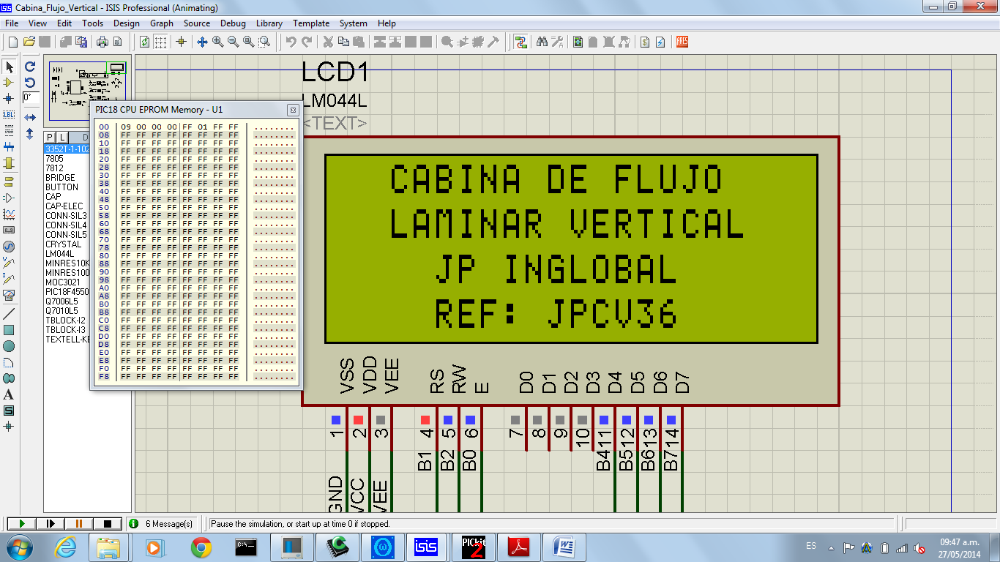 Cabina_Flujo_Vertical - ISIS Professional (Animating)
File View Edit Tools Design Graph Source Debug Library Template System Help
0°
LBL
ARES
P L D
3352T-1-102
7805
7812
BRIDGE
BUTTON
CAP
CAP-ELEC
CONN-SIL3
CONN-SIL4
CONN-SIL5
CRYSTAL
LM044L
MINRES10K
MINRES100
MOC3021
PIC18F4550
Q7006L5
Q7010L5
TBLOCK-I2
TBLOCK-I3
TEXTELL-KE
PIC18 CPU EPROM Memory - U1
00 09 00 00 00 FF 01 FF FF ........
08 FF FF FF FF FF FF FF FF ........
10 FF FF FF FF FF FF FF FF ........
18 FF FF FF FF FF FF FF FF ........
20 FF FF FF FF FF FF FF FF ........
28 FF FF FF FF FF FF FF FF ........
30 FF FF FF FF FF FF FF FF ........
38 FF FF FF FF FF FF FF FF ........
40 FF FF FF FF FF FF FF FF ........
48 FF FF FF FF FF FF FF FF ........
50 FF FF FF FF FF FF FF FF ........
58 FF FF FF FF FF FF FF FF ........
60 FF FF FF FF FF FF FF FF ........
68 FF FF FF FF FF FF FF FF ........
70 FF FF FF FF FF FF FF FF ........
78 FF FF FF FF FF FF FF FF ........
80 FF FF FF FF FF FF FF FF ........
88 FF FF FF FF FF FF FF FF ........
90 FF FF FF FF FF FF FF FF ........
98 FF FF FF FF FF FF FF FF ........
A0 FF FF FF FF FF FF FF FF ........
A8 FF FF FF FF FF FF FF FF ........
B0 FF FF FF FF FF FF FF FF ........
B8 FF FF FF FF FF FF FF FF ........
C0 FF FF FF FF FF FF FF FF ........
C8 FF FF FF FF FF FF FF FF ........
D0 FF FF FF FF FF FF FF FF ........
D8 FF FF FF FF FF FF FF FF ........
E0 FF FF FF FF FF FF FF FF ........
E8 FF FF FF FF FF FF FF FF ........
F0 FF FF FF FF FF FF FF FF ........
F8 FF FF FF FF FF FF FF FF ........
LCD1
LM044L
<TEXT>
CABINA DE FLUJO
LAMINAR VERTICAL
JP INGLOBAL
REF: JPCV36
VSS VDD VEE RS RW E D0 D1 D2 D3 D4 D5 D6 D7
1 2 3 4 5 6 7 8 9 10 11 12 13 14
B1 B2 B0 B4 B5 B6 B7
GND VCC VEE
6 Message(s) Pause the simulation, or start up at time 0 if stopped.
C:\
isis
PICkit
2
ES
09:47 a.m.
27/05/2014